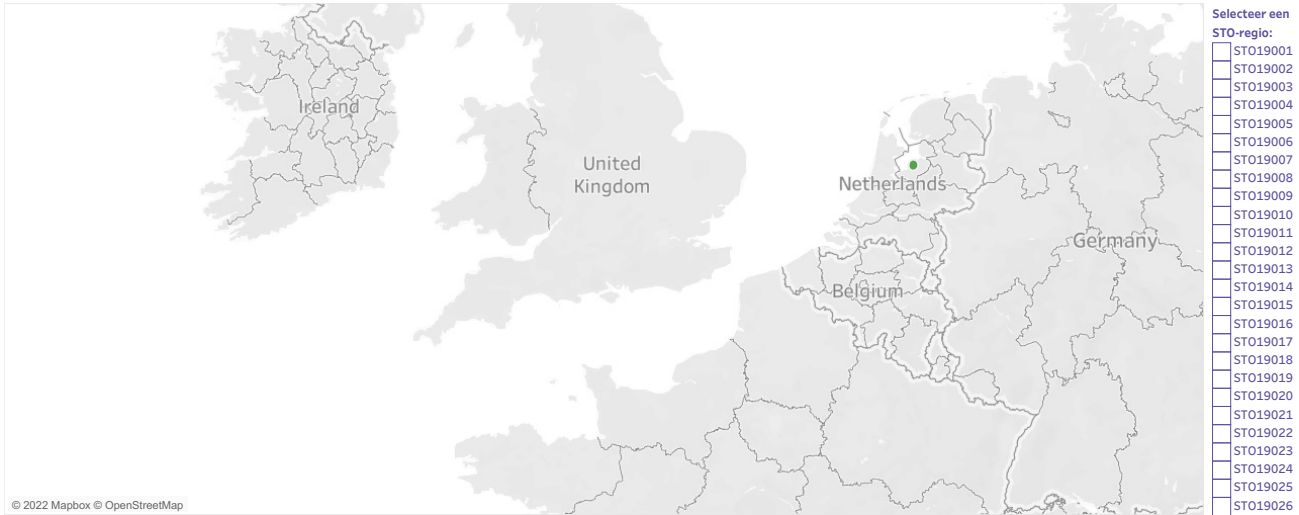 Ireland
United
Kingdom
Netherlands
Germany
Belgium
© 2022 Mapbox © OpenStreetMap
Selecteer een
STO-regio:
STO19001
STO19002
STO19003
STO19004
STO19005
STO19006
STO19007
STO19008
STO19009
STO19010
STO19011
STO19012
STO19013
STO19014
STO19015
STO19016
STO19017
STO19018
STO19019
STO19020
STO19021
STO19022
STO19023
STO19024
STO19025
STO19026